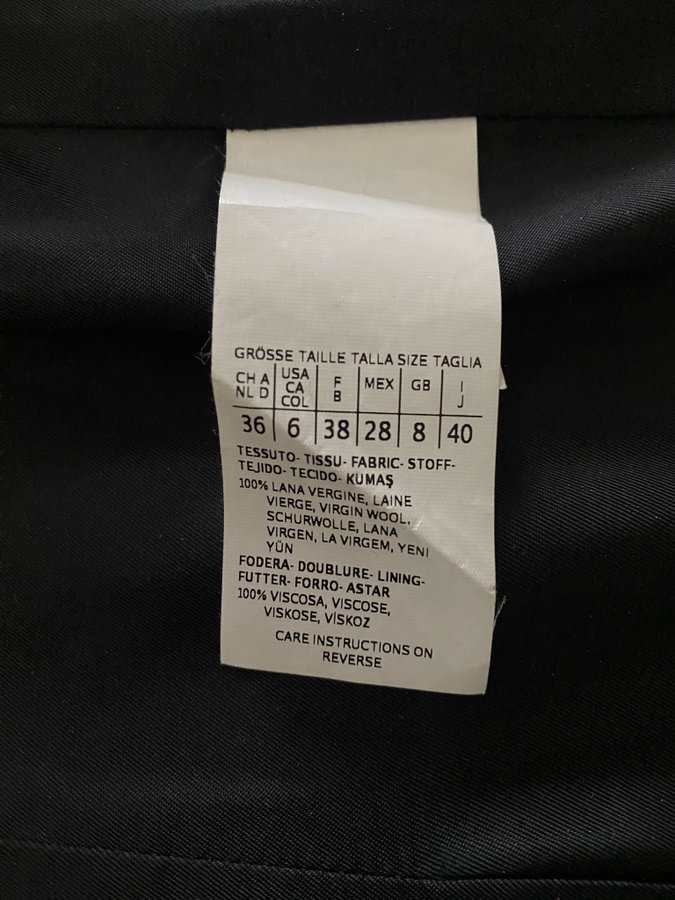 GRÖSSE TAILLE TALLA SIZE TAGLIA
CH A NL D USA CA COL F B MEX GB I J
36 6 38 28 8 40
TESSUTO- TISSU- FABRIC- STOFF-
TEJIDO- TECIDO- KUMAŞ
100% LANA VERGINE, LAINE
VIERGE, VIRGIN WOOL,
SCHURWOLLE, LANA
VIRGEN, LA VIRGEM, YENI
YÜN
FODERA- DOUBLURE- LINING-
FUTTER- FORRO- ASTAR
100% VISCOSA, VISCOSE,
VISKOSE, VİSKOZ
CARE INSTRUCTIONS ON
REVERSE